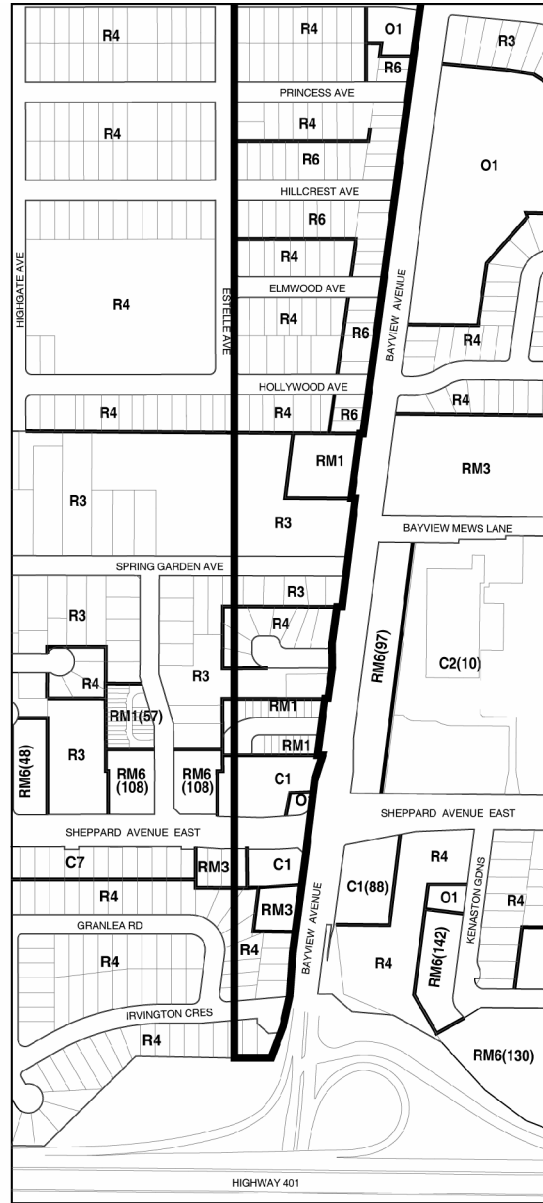 R4
R4
O1
R3
R6
PRINCESS AVE
R4
R4
R6
O1
HILLCREST AVE
R6
R4
HIGHGATE AVE
ESTELLE AVE
ELMWOOD AVE
R4
R4
R6
BAYVIEW AVENUE
R4
HOLLYWOOD AVE
R4
R4
R6
R4
RM1
RM3
R3
R3
BAYVIEW MEWS LANE
SPRING GARDEN AVE
R3
R3
R4
RM6(97)
C2(10)
R3
R4
RM1(57)
RM1
RM1
R3
RM6(48)
RM6
(108)
RM6
(108)
C1
O
SHEPPARD AVENUE EAST
SHEPPARD AVENUE EAST
C7
RM3
C1
R4
C1(88)
R4
O1
R4
KENASTON GDNS
RM3
BAYVIEW AVENUE
GRANLEA RD
R4
R4
R4
RM6(142)
IRVINGTON CRES
R4
RM6(130)
HIGHWAY 401